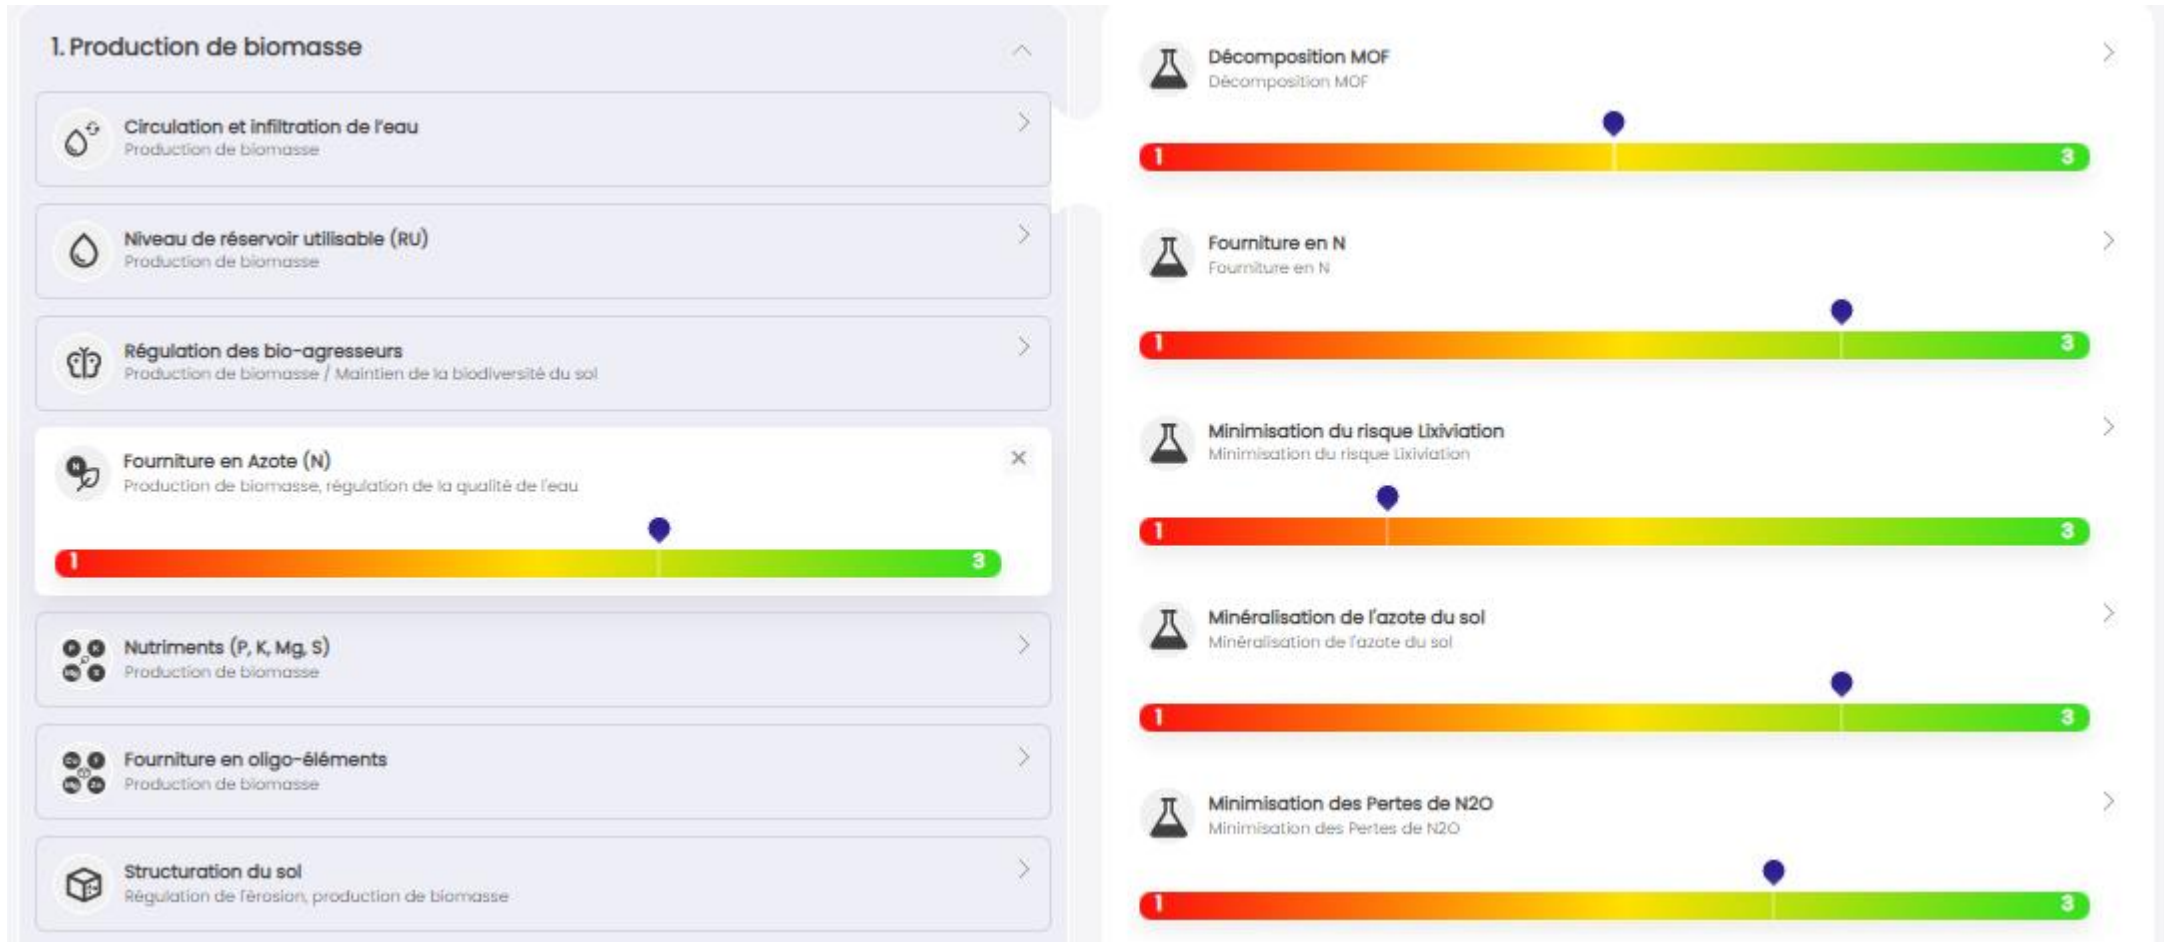 1. Production de biomasse
Circulation et infiltration de l'eau
Production de biomasse
Niveau de réservoir utilisable (RU)
Production de biomasse
Régulation des bio-agresseurs
Production de biomasse / Maintien de la biodiversité du sol
Fourniture en Azote (N)
Production de biomasse, régulation de la qualité de l'eau
1 3
Nutriments (P, K, Mg, S)
Production de biomasse
Fourniture en oligo-éléments
Production de biomasse
Structuration du sol
Régulation de l'érosion, production de biomasse
Décomposition MOF
Décomposition MOF
1 3
Fourniture en N
Fourniture en N
1 3
Minimisation du risque Lixiviation
Minimisation du risque Lixiviation
1 3
Minéralisation de l'azote du sol
Minéralisation de l'azote du sol
1 3
Minimisation des Pertes de N2O
Minimisation des Pertes de N2O
1 3